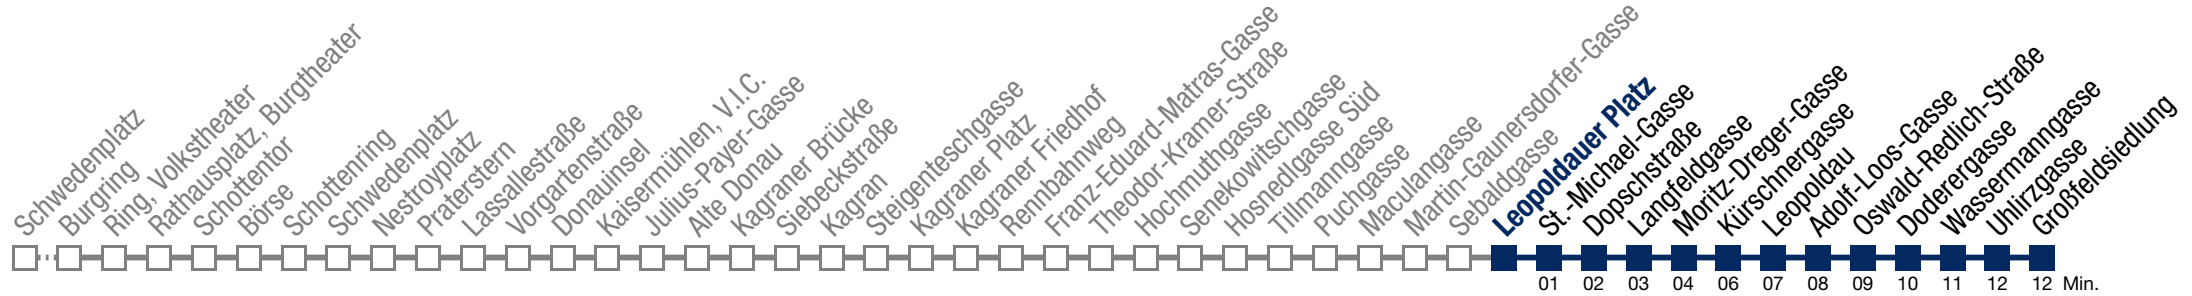 Schwedenplatz
Burgring
Ring, Volkstheater
Rathausplatz, Burgtheater
Schottentor
Börse
Schottenring
Schwedenplatz
Nestroyplatz
Praterstern
Lassallestraße
Vorgartenstraße
Donauinsel
Kaisermühlen, V.I.C.
Julius-Payer-Gasse
Alte Donau
Kagraner Brücke
Siebeckstraße
Kagran
Steigenteschgasse
Kagraner Platz
Kagraner Friedhof
Rennbahnweg
Franz-Eduard-Matras-Gasse
Theodor-Kramer-Straße
Hochmuthgasse
Senekowitschgasse
Hosnedlgasse Süd
Tillmanngasse
Puchgasse
Maculangasse
Martin-Gaunersdorfer-Gasse
Sebaldgasse
Leopoldauer Platz
St.-Michael-Gasse
Dopschstraße
Langfeldgasse
Moritz-Dreger-Gasse
Kürschnergasse
Leopoldau
Adolf-Loos-Gasse
Oswald-Redlich-Straße
Doderergasse
Wassermanngasse
Uhlirzgasse
Großfeldsiedlung
01 02 03 04 06 07 08 09 10 11 12 12 Min.